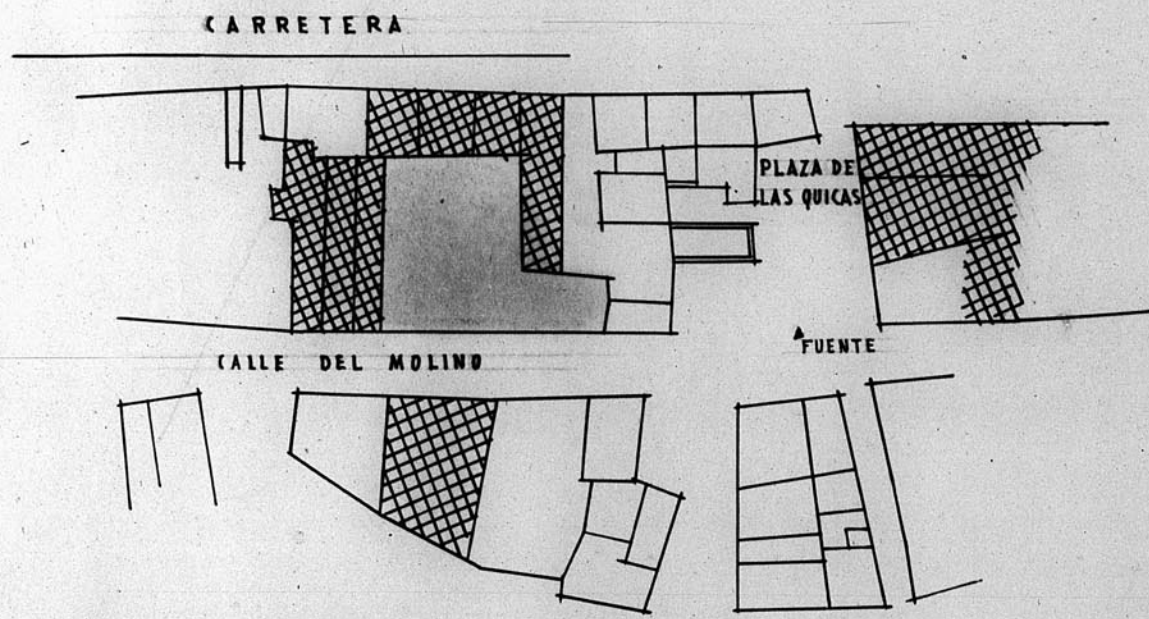 CARRETERA
PLAZA DE
LAS QUICAS
FUENTE
CALLE DEL MOLINO